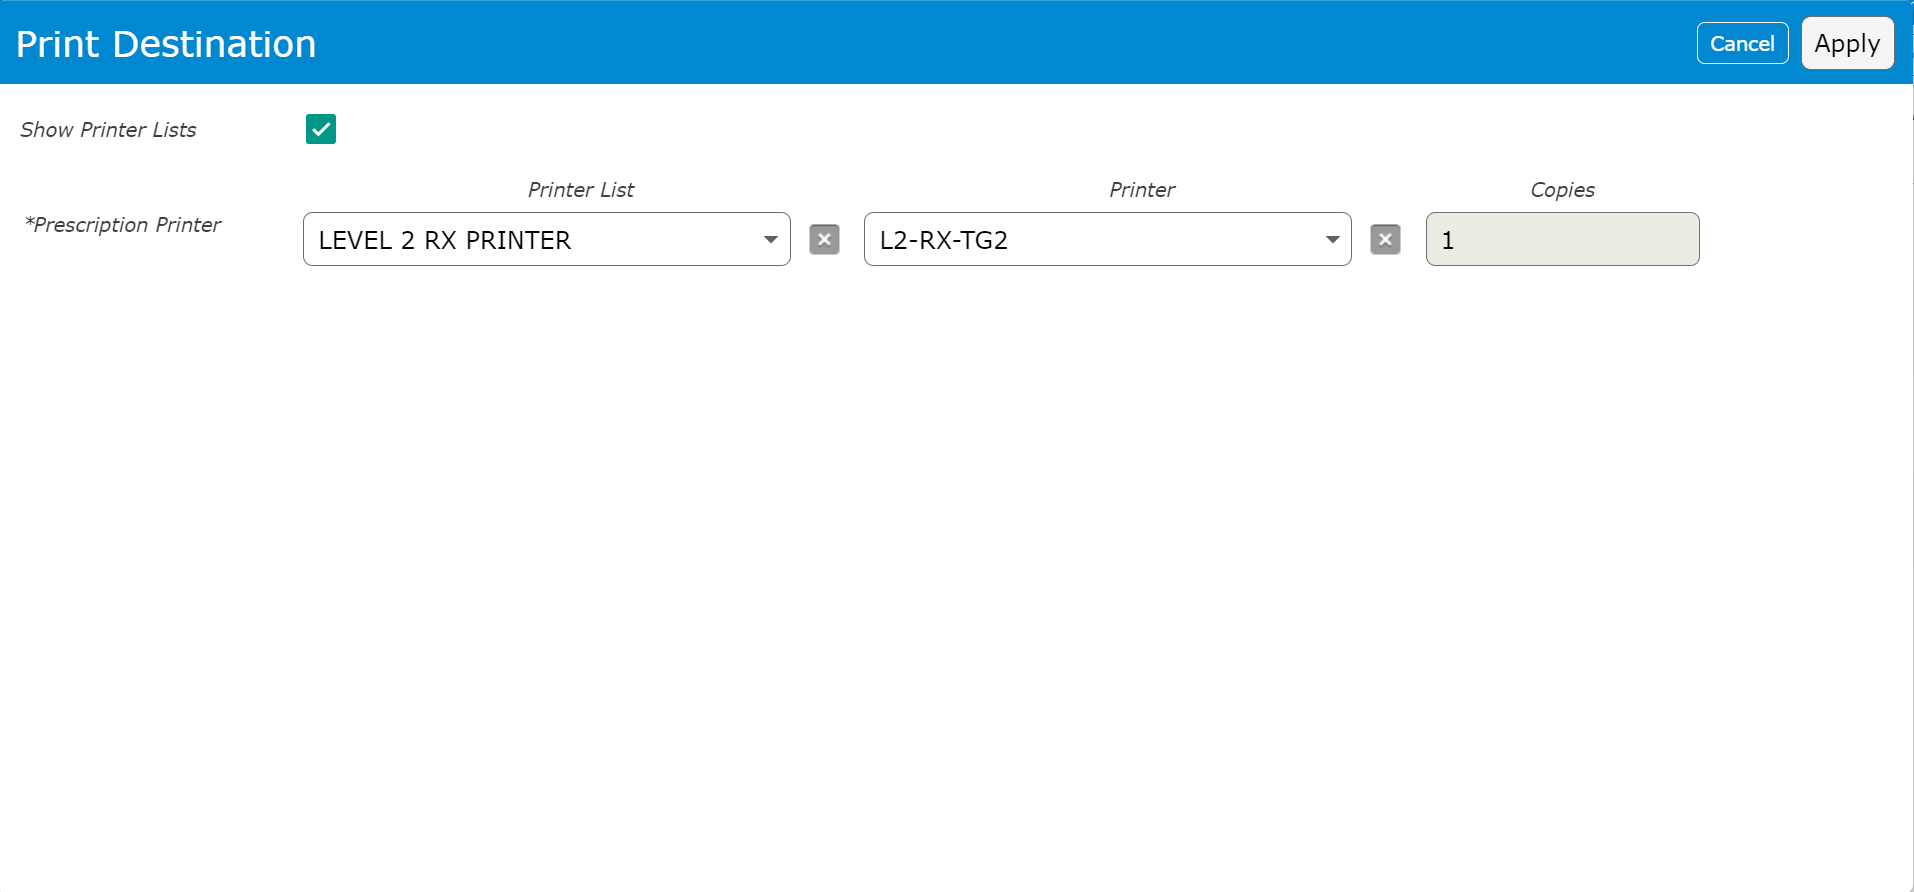 Print Destination
Cancel
Apply
Show Printer Lists
Printer List
Printer
Copies
*Prescription Printer
LEVEL 2 RX PRINTER
L2-RX-TG2
1